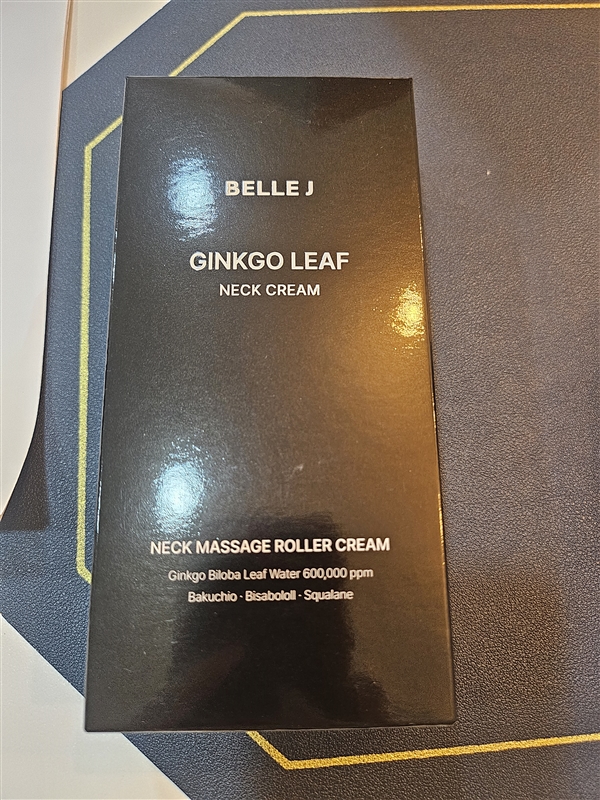 BELLE J
GINKGO LEAF
NECK CREAM
NECK MASSAGE ROLLER CREAM
Ginkgo Biloba Leaf Water 600,000 ppm
Bakuchio · Bisabololl · Squalane